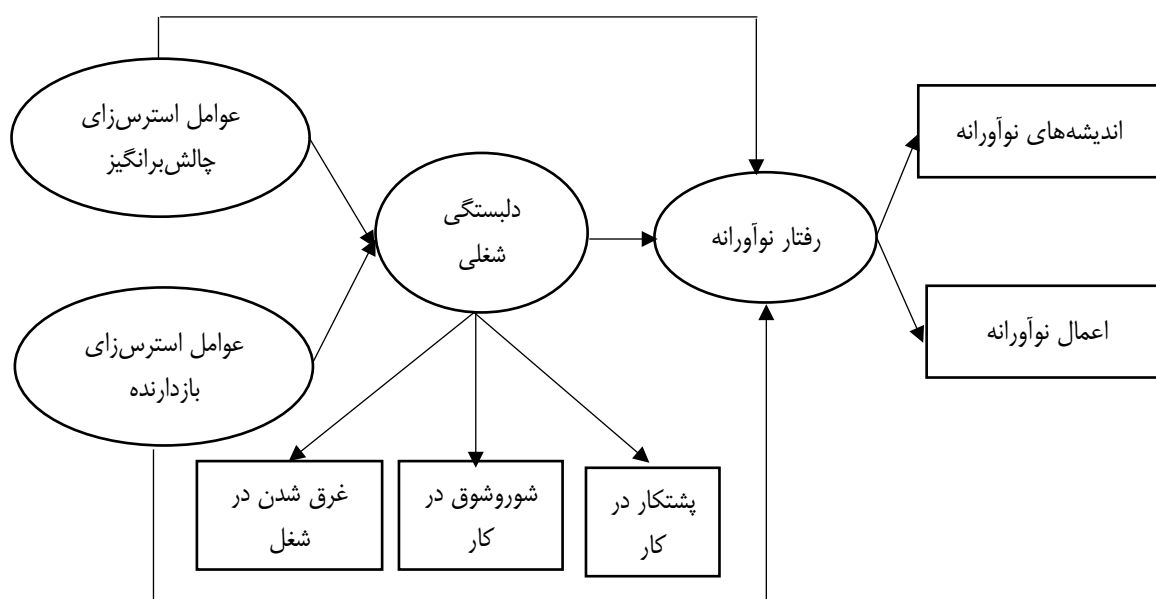 عوامل استرس‌زای
چالش‌برانگیز
عوامل استرس‌زای
بازدارنده
دلبستگی
شغلی
رفتار نوآورانه
اندیشه‌های نوآورانه
اعمال نوآورانه
پشتکار در
کار
شوروشوق در
کار
غرق شدن در
شغل